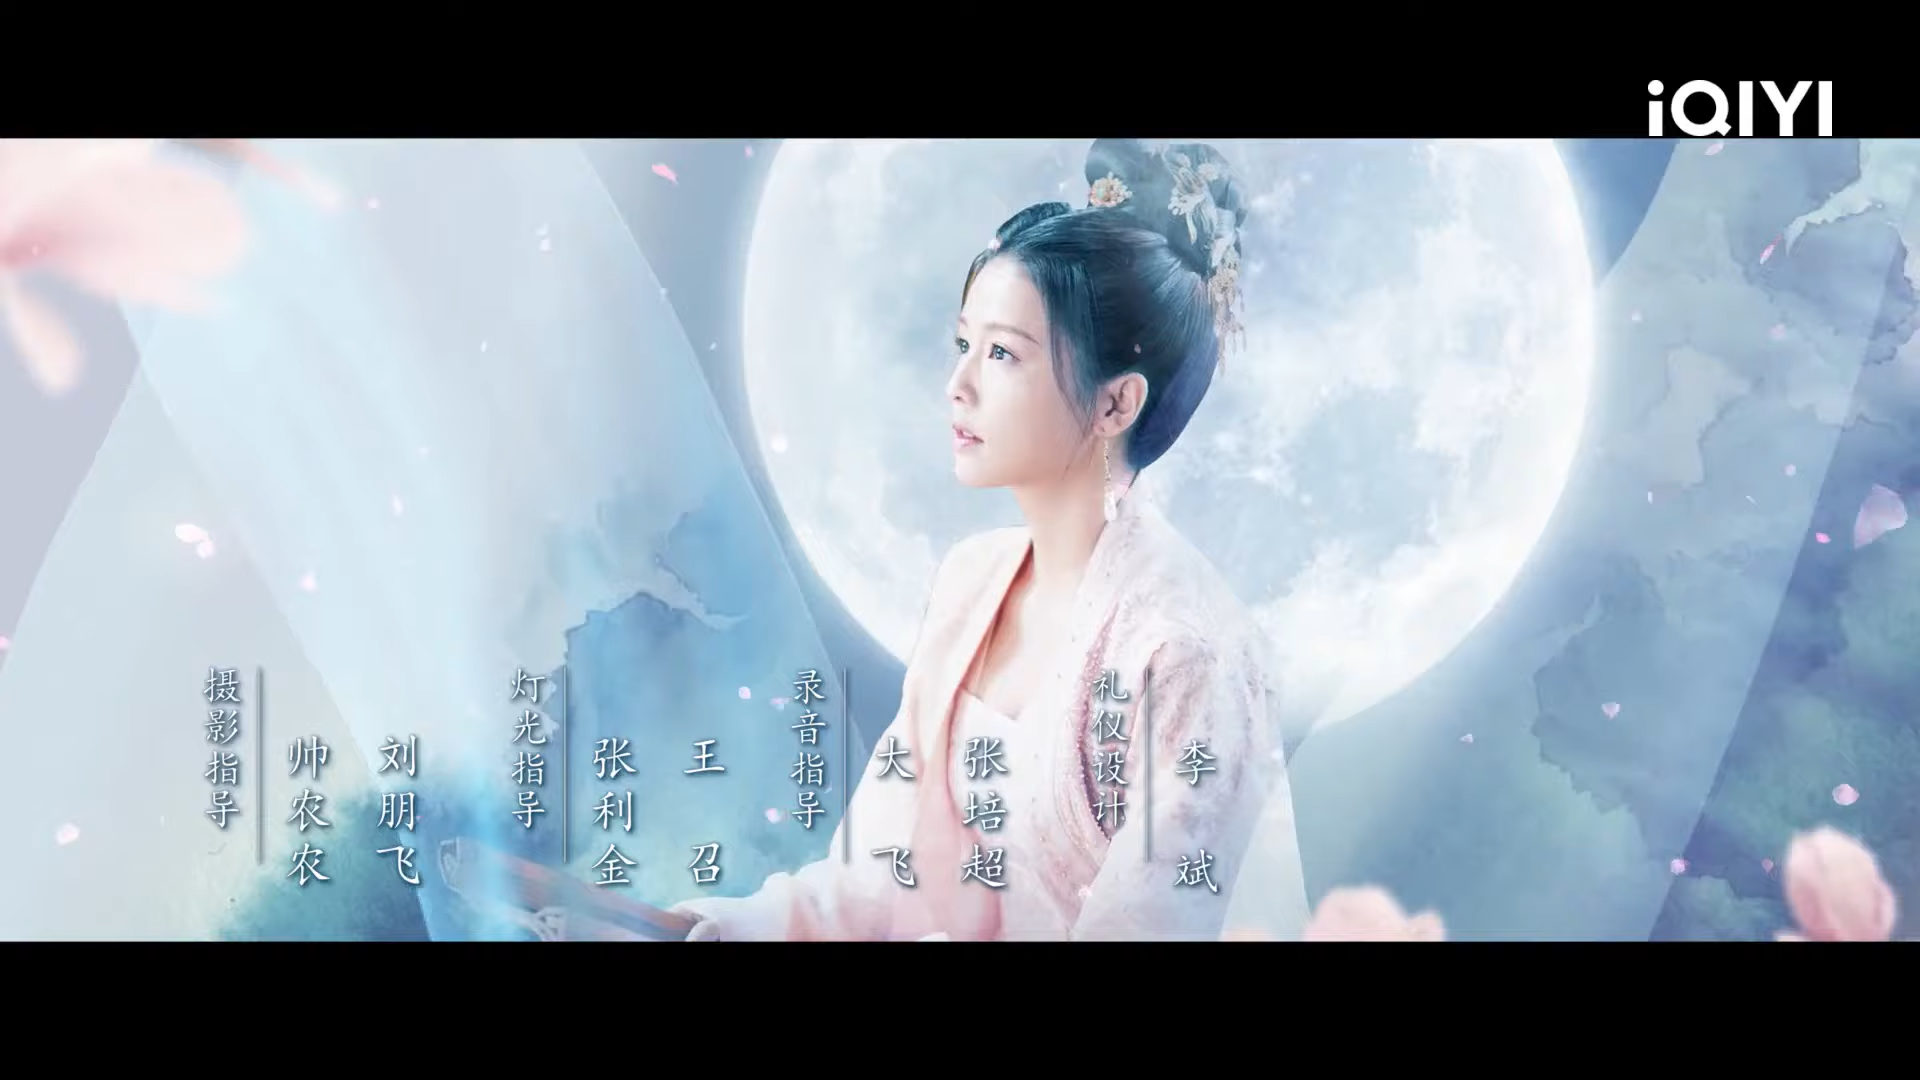 iQIYI
摄影指导
帅农农
刘朋飞
灯光指导
张利金
王召
录音指导
大飞
张培超
礼仪设计
李斌